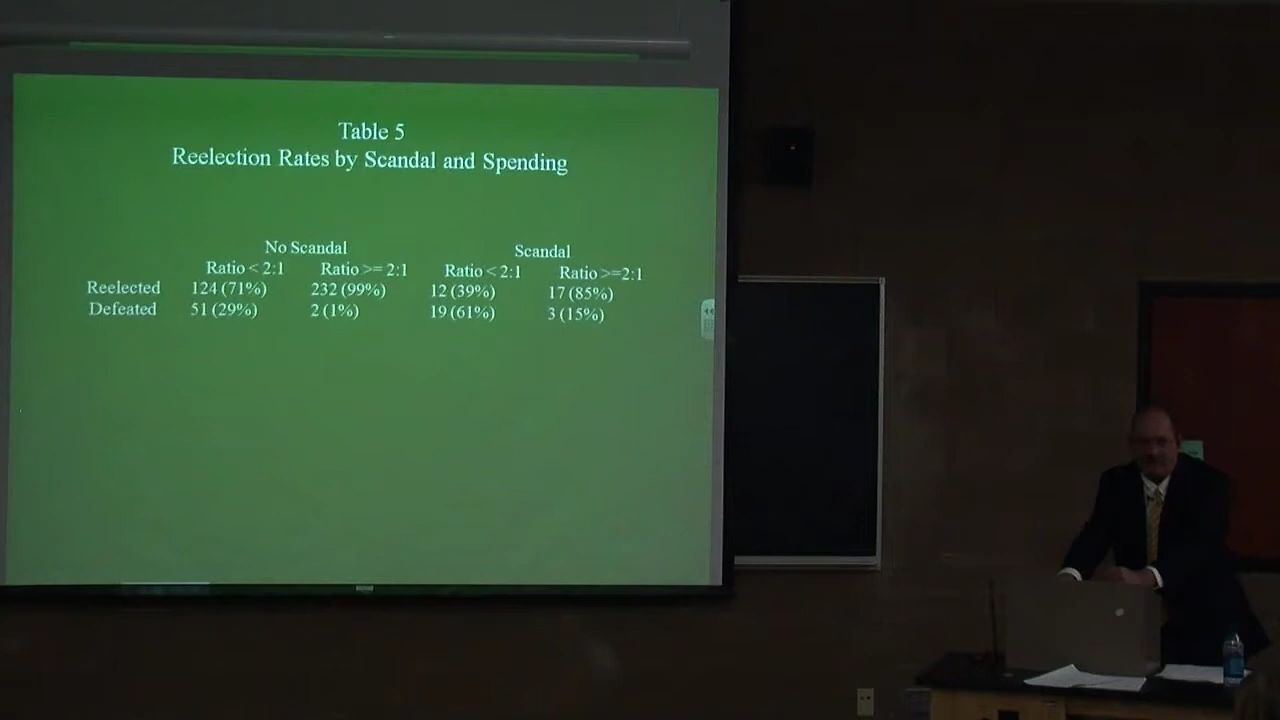 Table 5
Reelection Rates by Scandal and Spending
No Scandal Scandal
Ratio < 2:1 Ratio >= 2:1 Ratio < 2:1 Ratio >=2:1
Reelected 124 (71%) 232 (99%) 12 (39%) 17 (85%)
Defeated 51 (29%) 2 (1%) 19 (61%) 3 (15%)